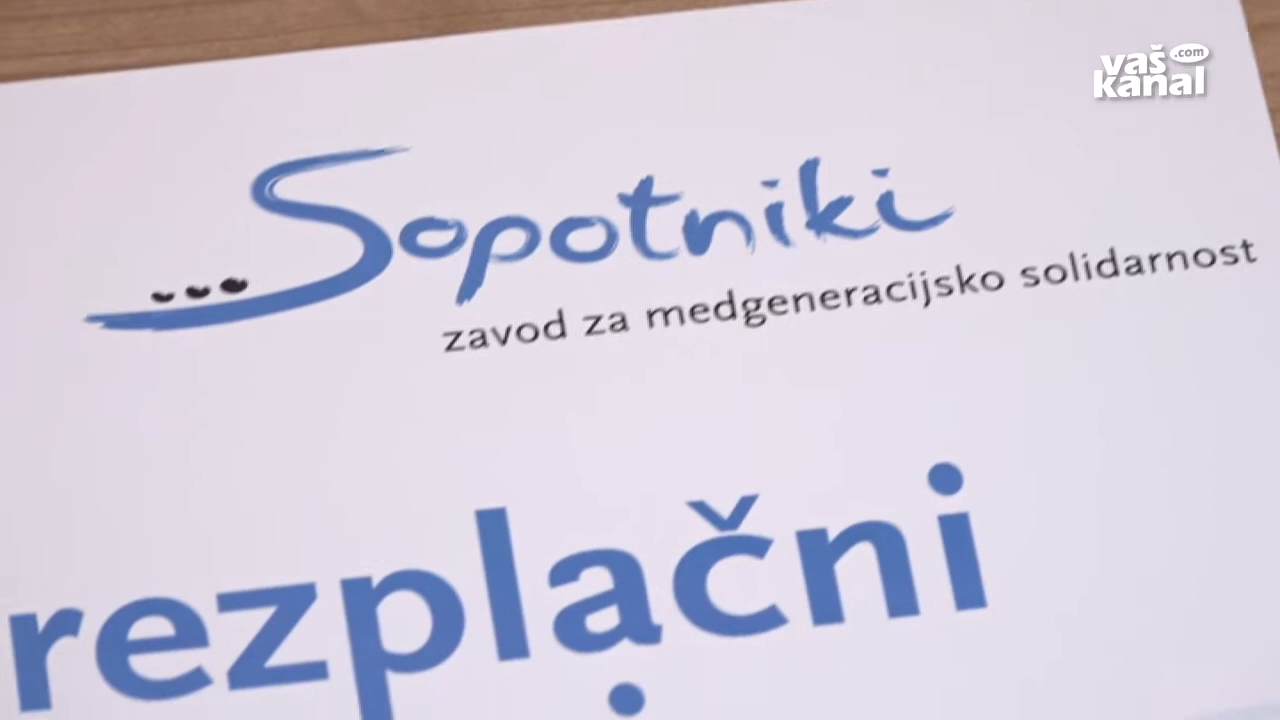 vaš .com
kanal
...Sopotniki
zavod za medgeneracijsko solidarnost
rezplačni